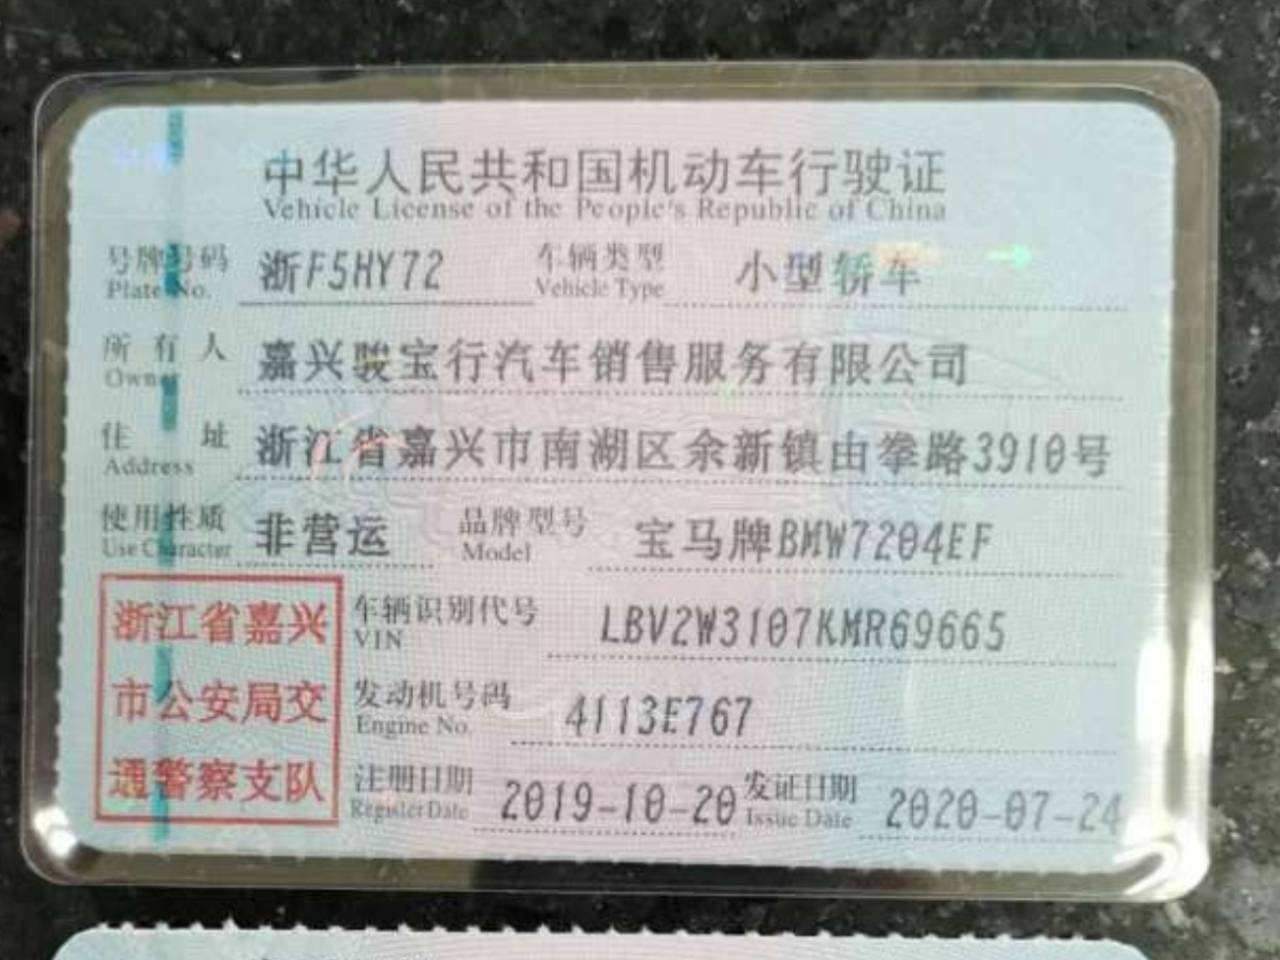 中华人民共和国机动车行驶证
Vehicle License of the People's Republic of China
号牌号码 浙F5HY72 车辆类型 小型轿车
Plate No. Vehicle Type
所有人 嘉兴骏宝行汽车销售服务有限公司
Owner
住址 浙江省嘉兴市南湖区余新镇由拳路3910号
Address
使用性质 非营运 品牌型号 宝马牌BMW7204EF
Use Character Model
浙江省嘉兴
市公安局交
通警察支队
车辆识别代号 LBV2W3107KMR69665
VIN
发动机号码 4113E767
Engine No.
注册日期 2019-10-20 发证日期 2020-07-24
Register Date Issue Date